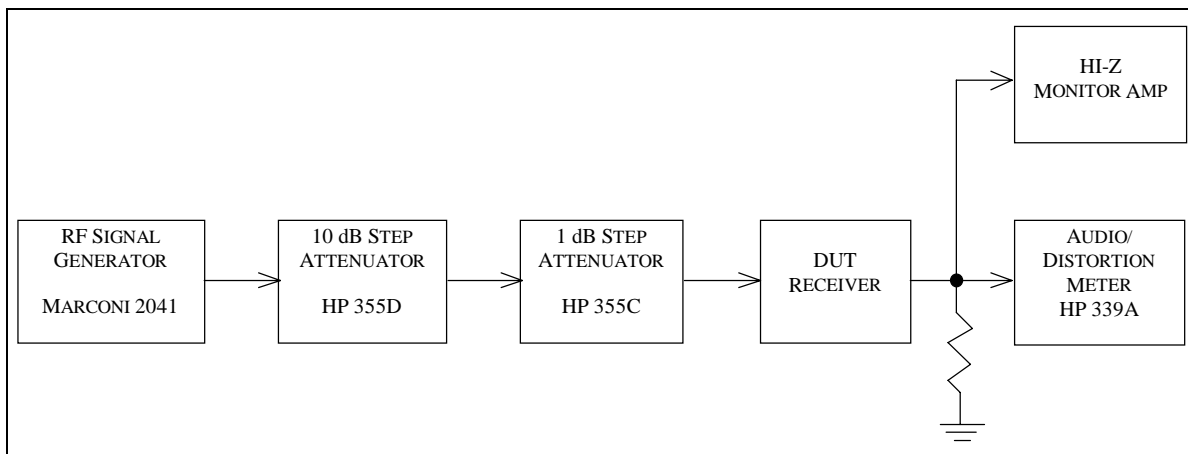 HI-Z
MONITOR AMP
RF SIGNAL
GENERATOR
MARCONI 2041
10 dB STEP
ATTENUATOR
HP 355D
1 dB STEP
ATTENUATOR
HP 355C
DUT
RECEIVER
AUDIO/
DISTORTION
METER
HP 339A